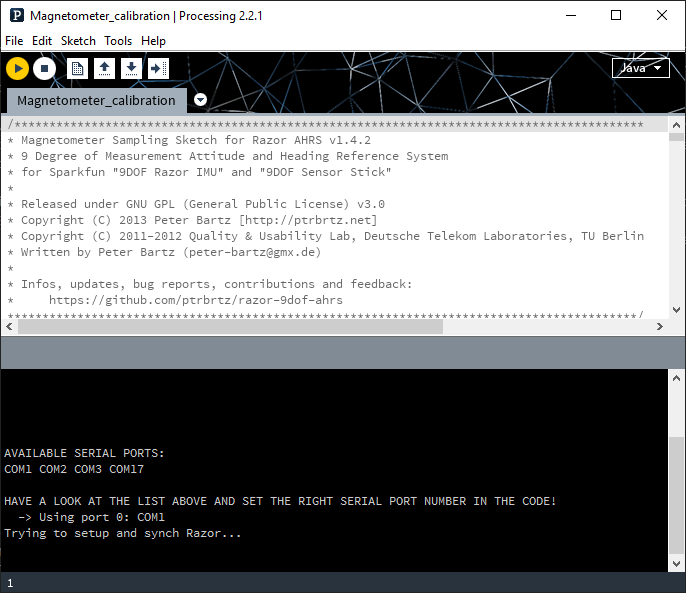 Magnetometer_calibration | Processing 2.2.1
File Edit Sketch Tools Help
Java
Magnetometer_calibration
/******************************************************************************************
* Magnetometer Sampling Sketch for Razor AHRS v1.4.2
* 9 Degree of Measurement Attitude and Heading Reference System
* for Sparkfun "9DOF Razor IMU" and "9DOF Sensor Stick"
*
* Released under GNU GPL (General Public License) v3.0
* Copyright (C) 2013 Peter Bartz [http://ptrbrtz.net]
* Copyright (C) 2011-2012 Quality & Usability Lab, Deutsche Telekom Laboratories, TU Berlin
* Written by Peter Bartz (peter-bartz@gmx.de)
*
* Infos, updates, bug reports, contributions and feedback:
*     https://github.com/ptrbrtz/razor-9dof-ahrs
******************************************************************************************/
AVAILABLE SERIAL PORTS:
COM1 COM2 COM3 COM17
HAVE A LOOK AT THE LIST ABOVE AND SET THE RIGHT SERIAL PORT NUMBER IN THE CODE!
-> Using port 0: COM1
Trying to setup and synch Razor...
1